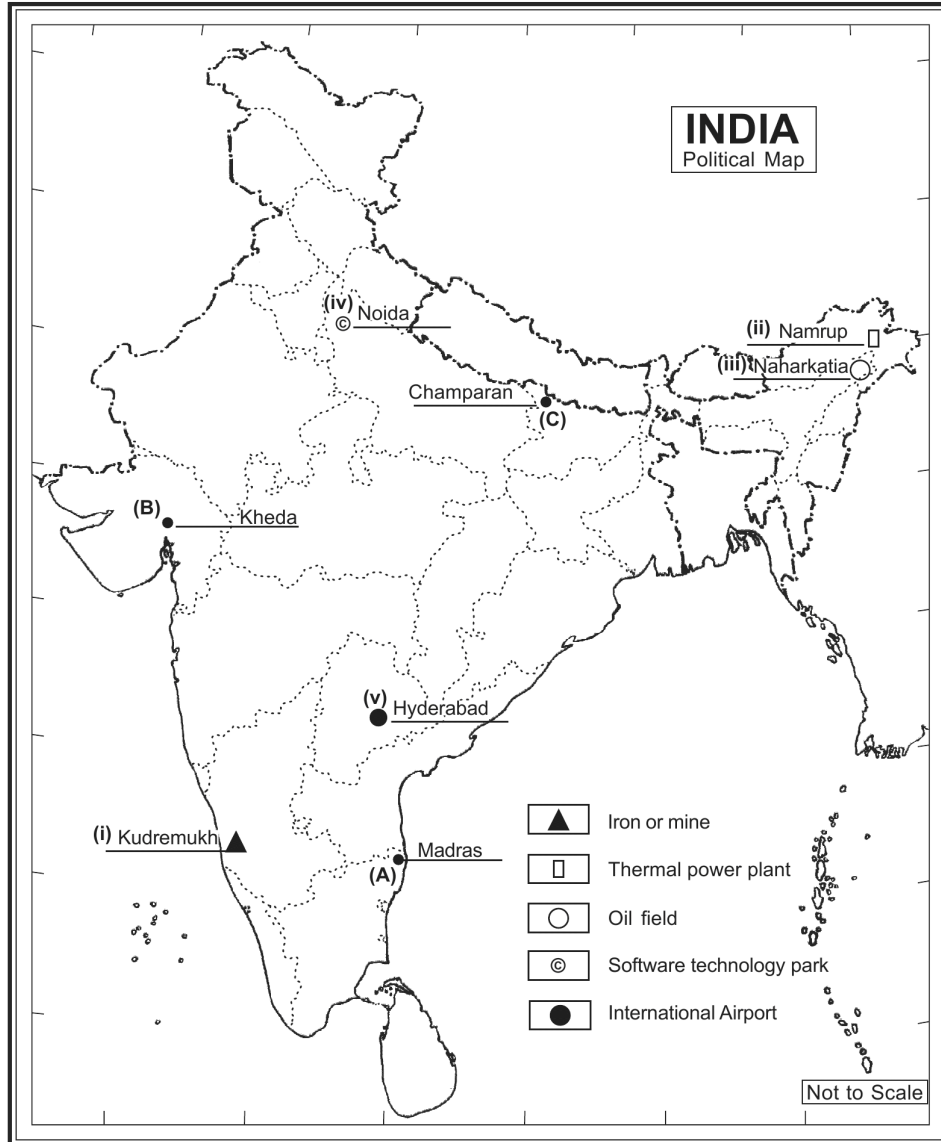 INDIA
Political Map
(iv) Noida
©
(ii) Namrup
(iii) Naharkatia
Champaran
(C)
(B)
Kheda
(v)
Hyderabad
(i) Kudremukh
Madras
(A)
Iron or mine
Thermal power plant
Oil field
© Software technology park
International Airport
Not to Scale